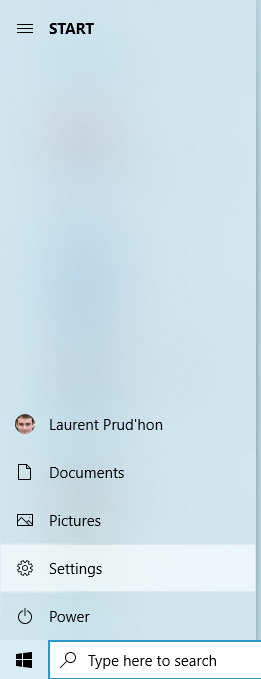 START
Laurent Prud'hon
Documents
Pictures
Settings
Power
Type here to search